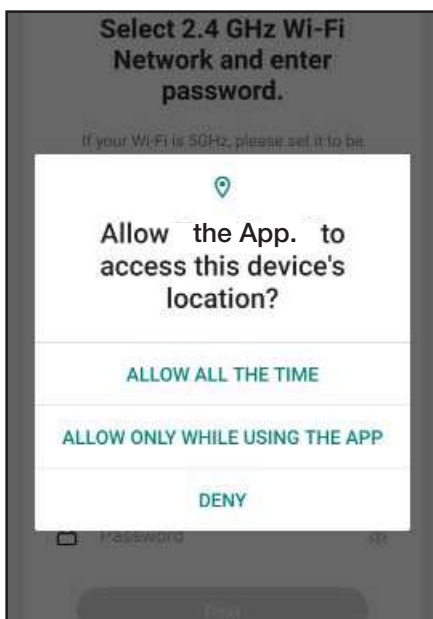 Select 2.4 GHz Wi-Fi
Network and enter
password.
If your Wi-Fi is 5GHz, please set it to be
Allow the App. to
access this device's
location?
ALLOW ALL THE TIME
ALLOW ONLY WHILE USING THE APP
DENY
Password
Next